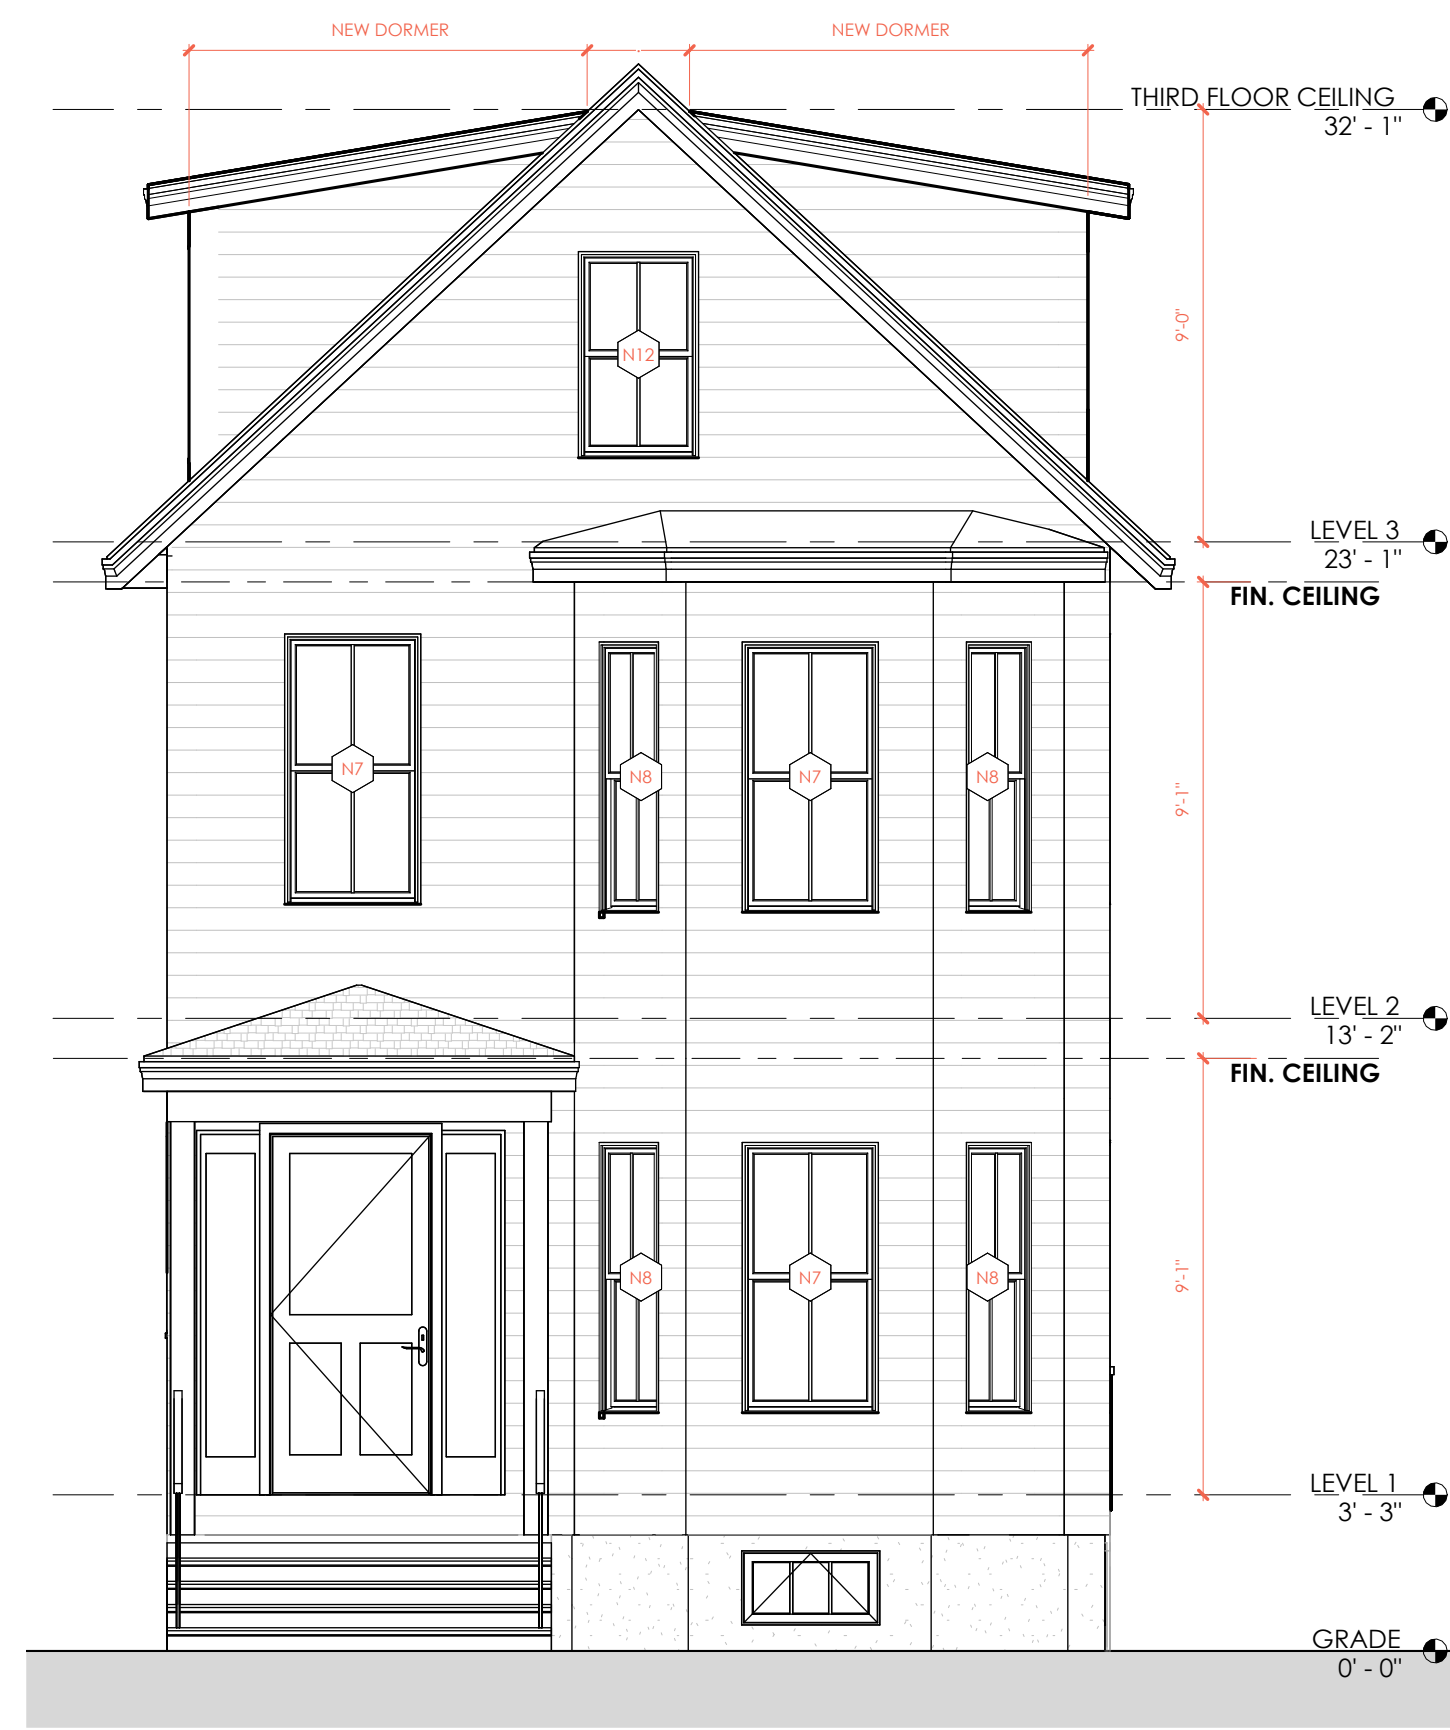 NEW DORMER
NEW DORMER
THIRD FLOOR CEILING
32' - 1"
9'-0"
N12
LEVEL 3
23' - 1"
FIN. CEILING
N7
N8
N7
N8
9'-1"
LEVEL 2
13' - 2"
FIN. CEILING
N8
N7
N8
9'-1"
LEVEL 1
3' - 3"
GRADE
0' - 0"